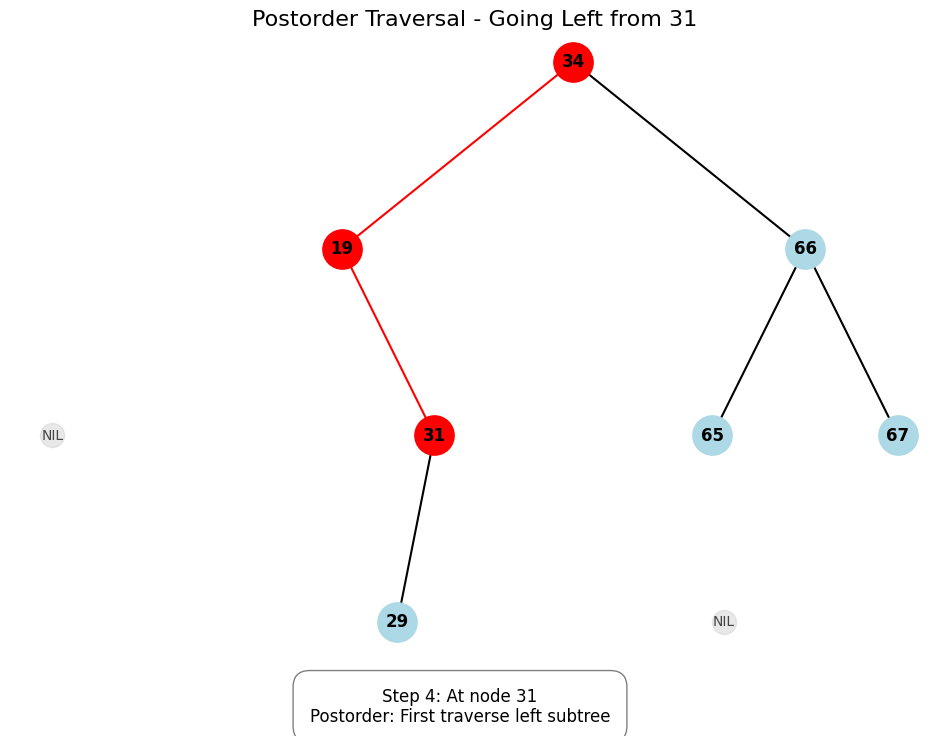 Postorder Traversal - Going Left from 31
34
19
66
NIL
31
65
67
29
NIL
Step 4: At node 31
Postorder: First traverse left subtree